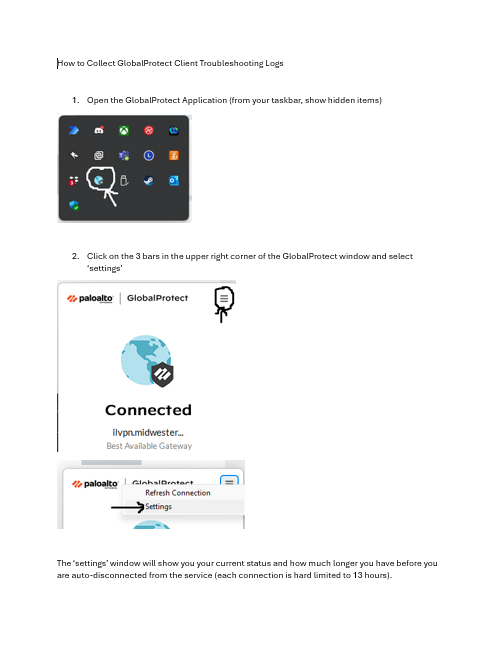 How to Collect GlobalProtect Client Troubleshooting Logs
1. Open the GlobalProtect Application (from your taskbar, show hidden items)
2. Click on the 3 bars in the upper right corner of the GlobalProtect window and select
‘settings’
paloalto | GlobalProtect
Connected
ilvpn.midwester...
Best Available Gateway
paloalto GlobalProtect
Refresh Connection
Settings
The ‘settings’ window will show you your current status and how much longer you have before you
are auto-disconnected from the service (each connection is hard limited to 13 hours).